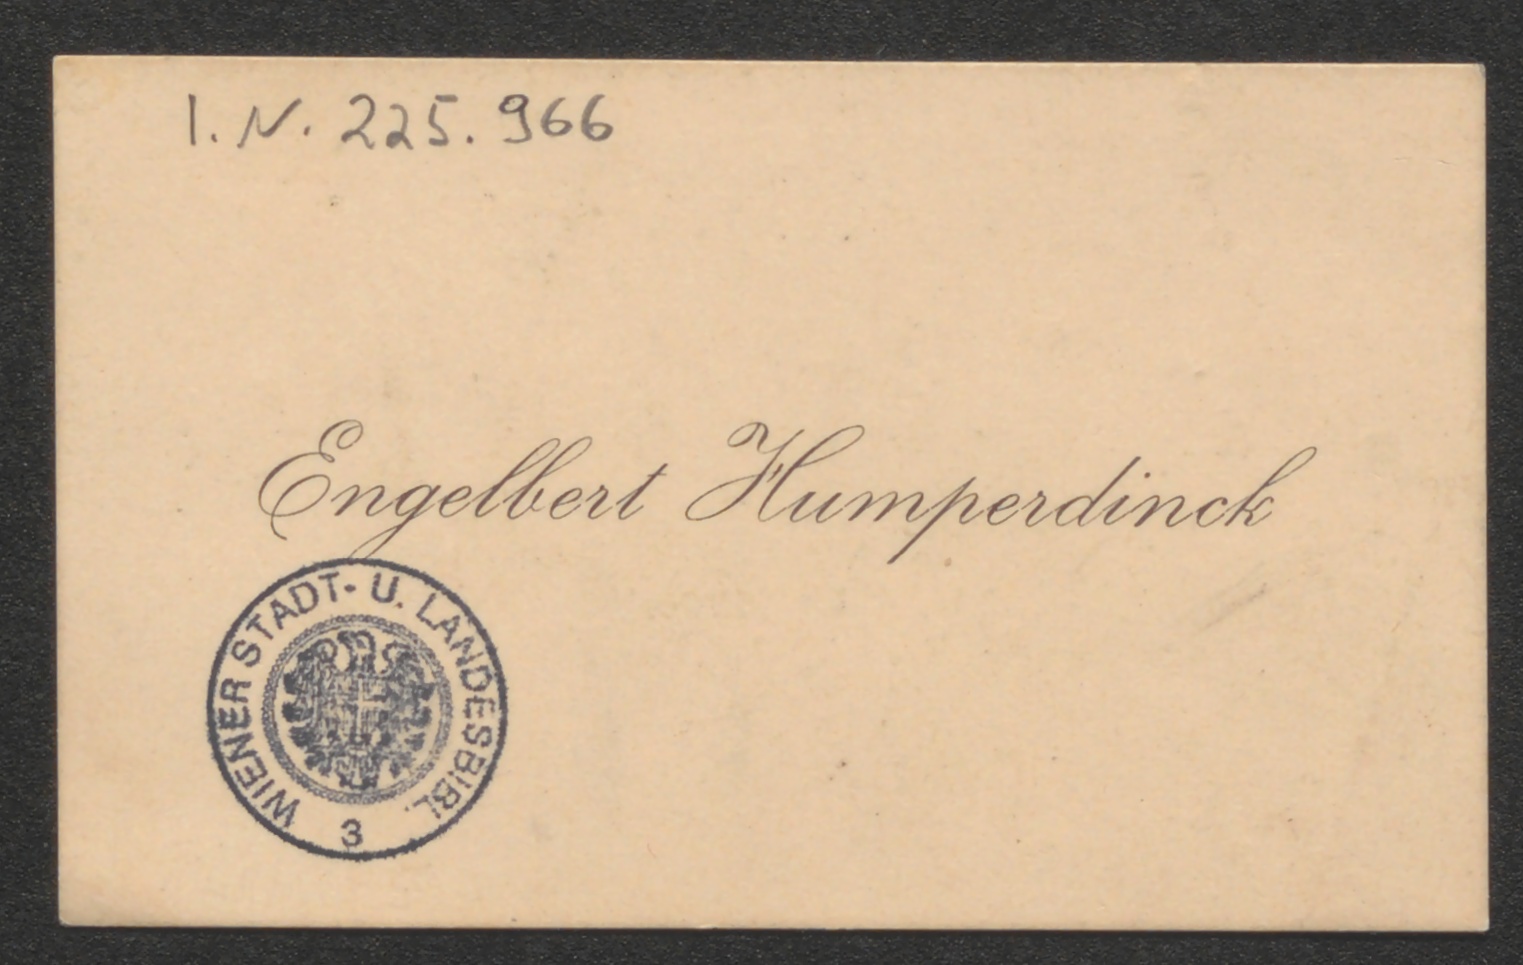 I. N. 225.966
Engelbert Humperdinck
WIENER STADT- U. LANDESBIBL.
3